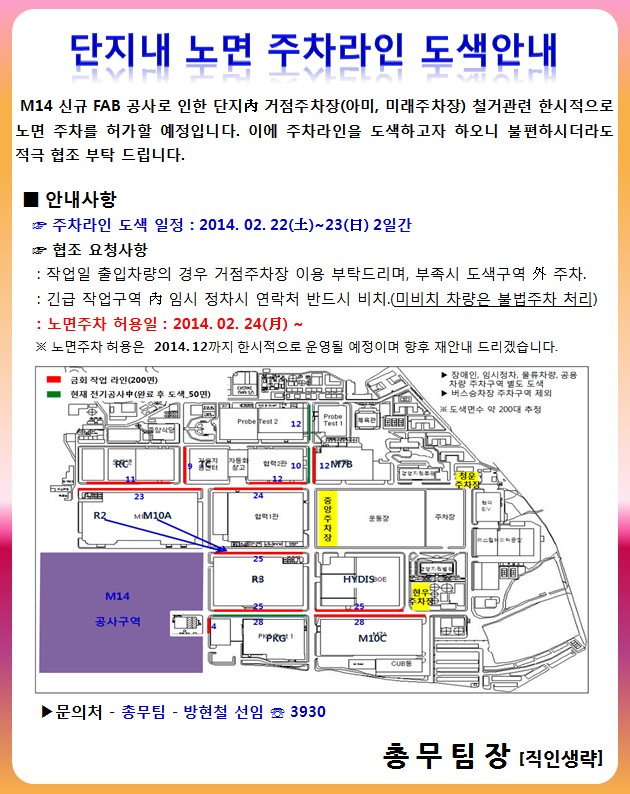 단지내 노면 주차라인 도색안내
M14 신규 FAB 공사로 인한 단지內 거점주차장(아미, 미래주차장) 철거관련 한시적으로
노면 주차를 허가할 예정입니다. 이에 주차라인을 도색하고자 하오니 불편하시더라도
적극 협조 부탁 드립니다.
■ 안내사항
☞ 주차라인 도색 일정 : 2014. 02. 22(土)~23(日) 2일간
☞ 협조 요청사항
: 작업일 출입차량의 경우 거점주차장 이용 부탁드리며, 부족시 도색구역 外 주차.
: 긴급 작업구역 內 임시 정차시 연락처 반드시 비치.(미비치 차량은 불법주차 처리)
: 노면주차 허용일 : 2014. 02. 24(月) ~
※ 노면주차 허용은 2014. 12까지 한시적으로 운영될 예정이며 향후 재안내 드리겠습니다.
금회 작업 라인(200면)
현재 전기공사中(완료 후 도색_50면)
▶ 장애인, 임시정차, 물류차량, 공용
차량 주차구역 별도 도색
▶ 버스승차장 주차구역 제외
※ 도색면수 약 200대 추정
Probe Test 2
12
Probe
Test 1
체육관
RC
11
9
자동화
창고
협력2관
10
12
12
M7B
정운
주차장
23
24
R2
M10A
협력1관
중앙주차장
운동장
주차장
25
R3
HYDIS
현우
주차장
M14
공사구역
25
25
4
28
PKG
28
M10C
CUB동
▶문의처 - 총무팀 - 방현철 선임 ☏ 3930
총 무 팀 장 [직인생략]